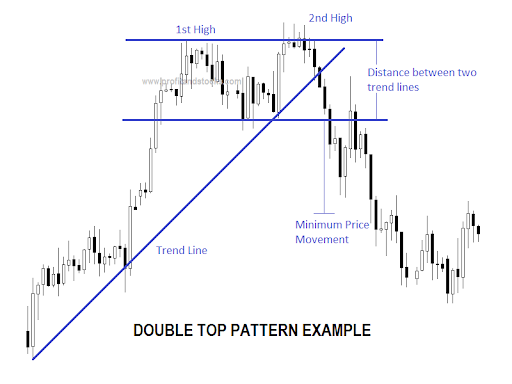 2nd High
1st High
Distance between two
trend lines
Minimum Price
Movement
Trend Line
DOUBLE TOP PATTERN EXAMPLE